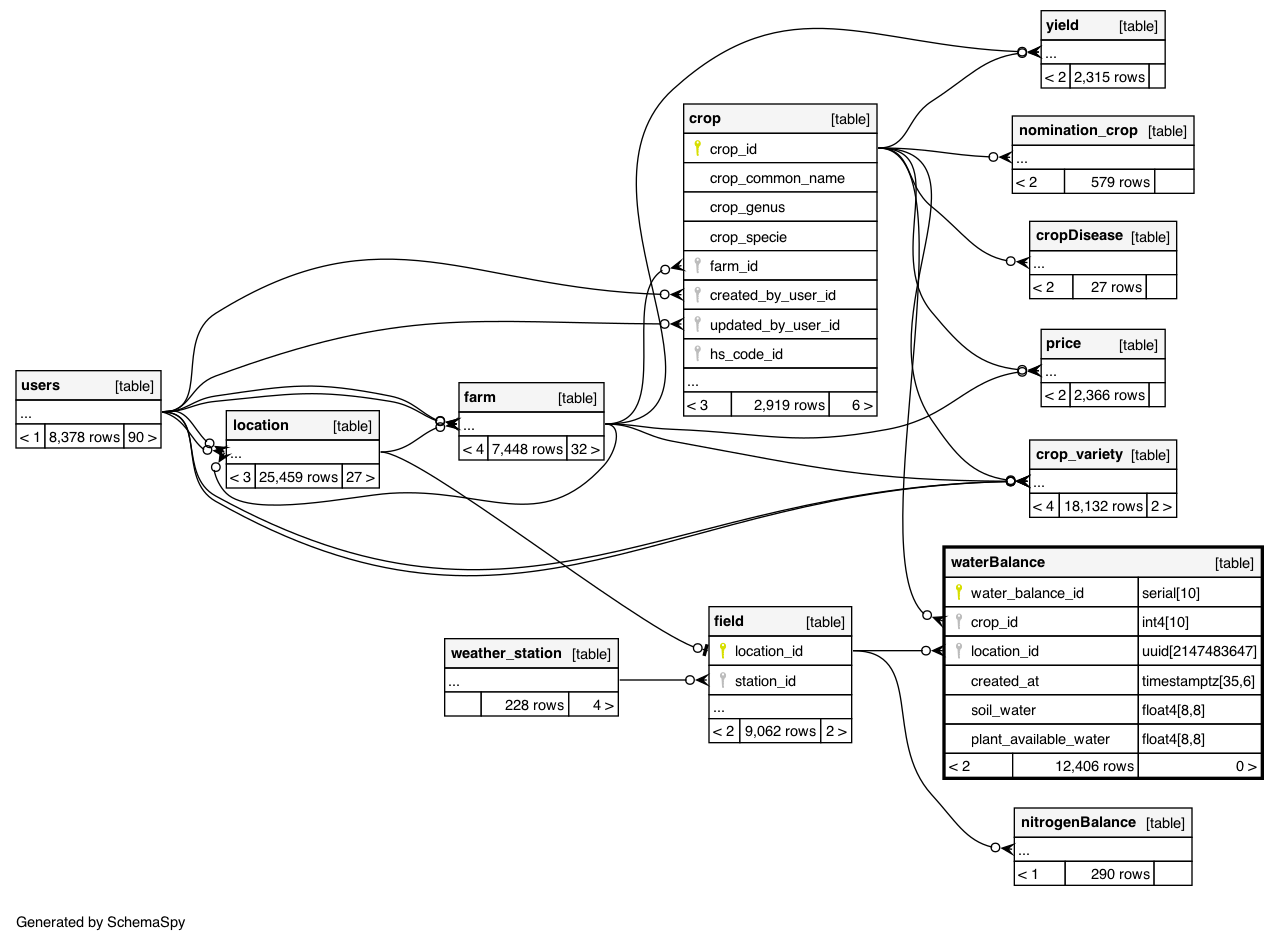 yield [table]
...
< 2 2,315 rows
crop [table]
crop_id
crop_common_name
crop_genus
crop_specie
farm_id
created_by_user_id
updated_by_user_id
hs_code_id
...
< 3 2,919 rows 6 >
nomination_crop [table]
...
< 2 579 rows
cropDisease [table]
...
< 2 27 rows
price [table]
...
< 2 2,366 rows
users [table]
...
< 1 8,378 rows 90 >
location [table]
...
< 3 25,459 rows 27 >
farm [table]
...
< 4 7,448 rows 32 >
crop_variety [table]
...
< 4 18,132 rows 2 >
waterBalance [table]
water_balance_id serial[10]
crop_id int4[10]
location_id uuid[2147483647]
created_at timestamptz[35,6]
soil_water float4[8,8]
plant_available_water float4[8,8]
< 2 12,406 rows 0 >
field [table]
location_id
station_id
...
< 2 9,062 rows 2 >
weather_station [table]
...
228 rows 4 >
nitrogenBalance [table]
...
< 1 290 rows
Generated by SchemaSpy